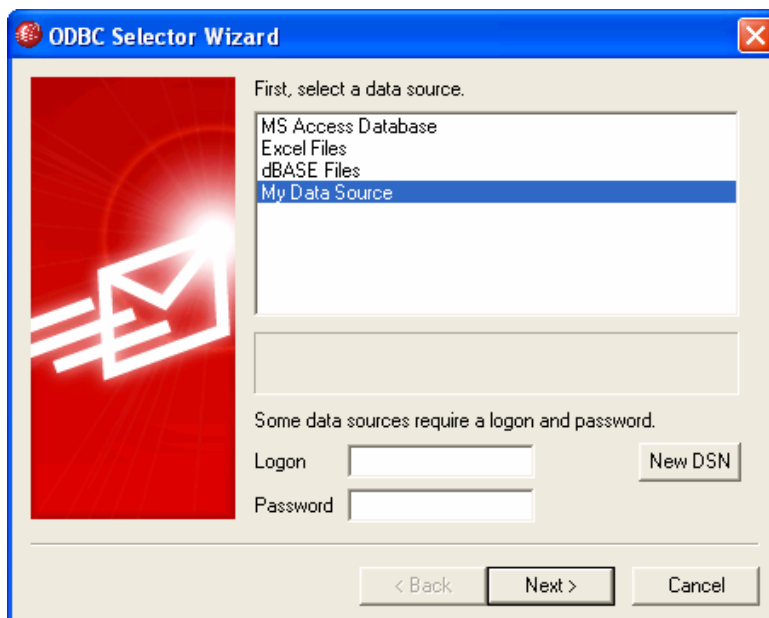 ODBC Selector Wizard
First, select a data source.
MS Access Database
Excel Files
dBASE Files
My Data Source
Some data sources require a logon and password.
Logon
New DSN
Password
< Back
Next >
Cancel